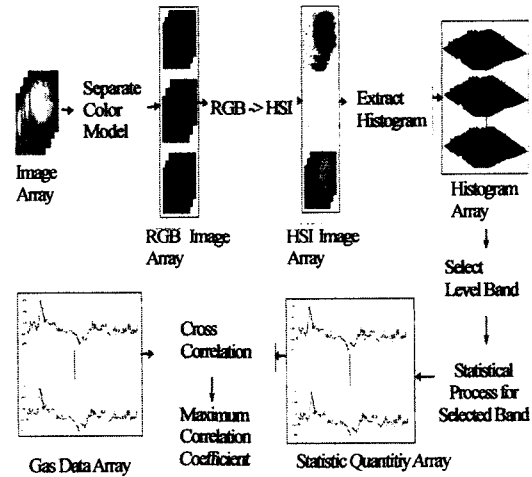 Separate
Color
Model
RGB -> HSI
Extract
Histogram
Image
Array
RGB Image
Array
HSI Image
Array
Histogram
Array
Select
Level Band
Statistical
Process for
Selected Band
Cross
Correlation
Maximum
Correlation
Coefficient
Gas Data Array
Statistic Quantitiy Array